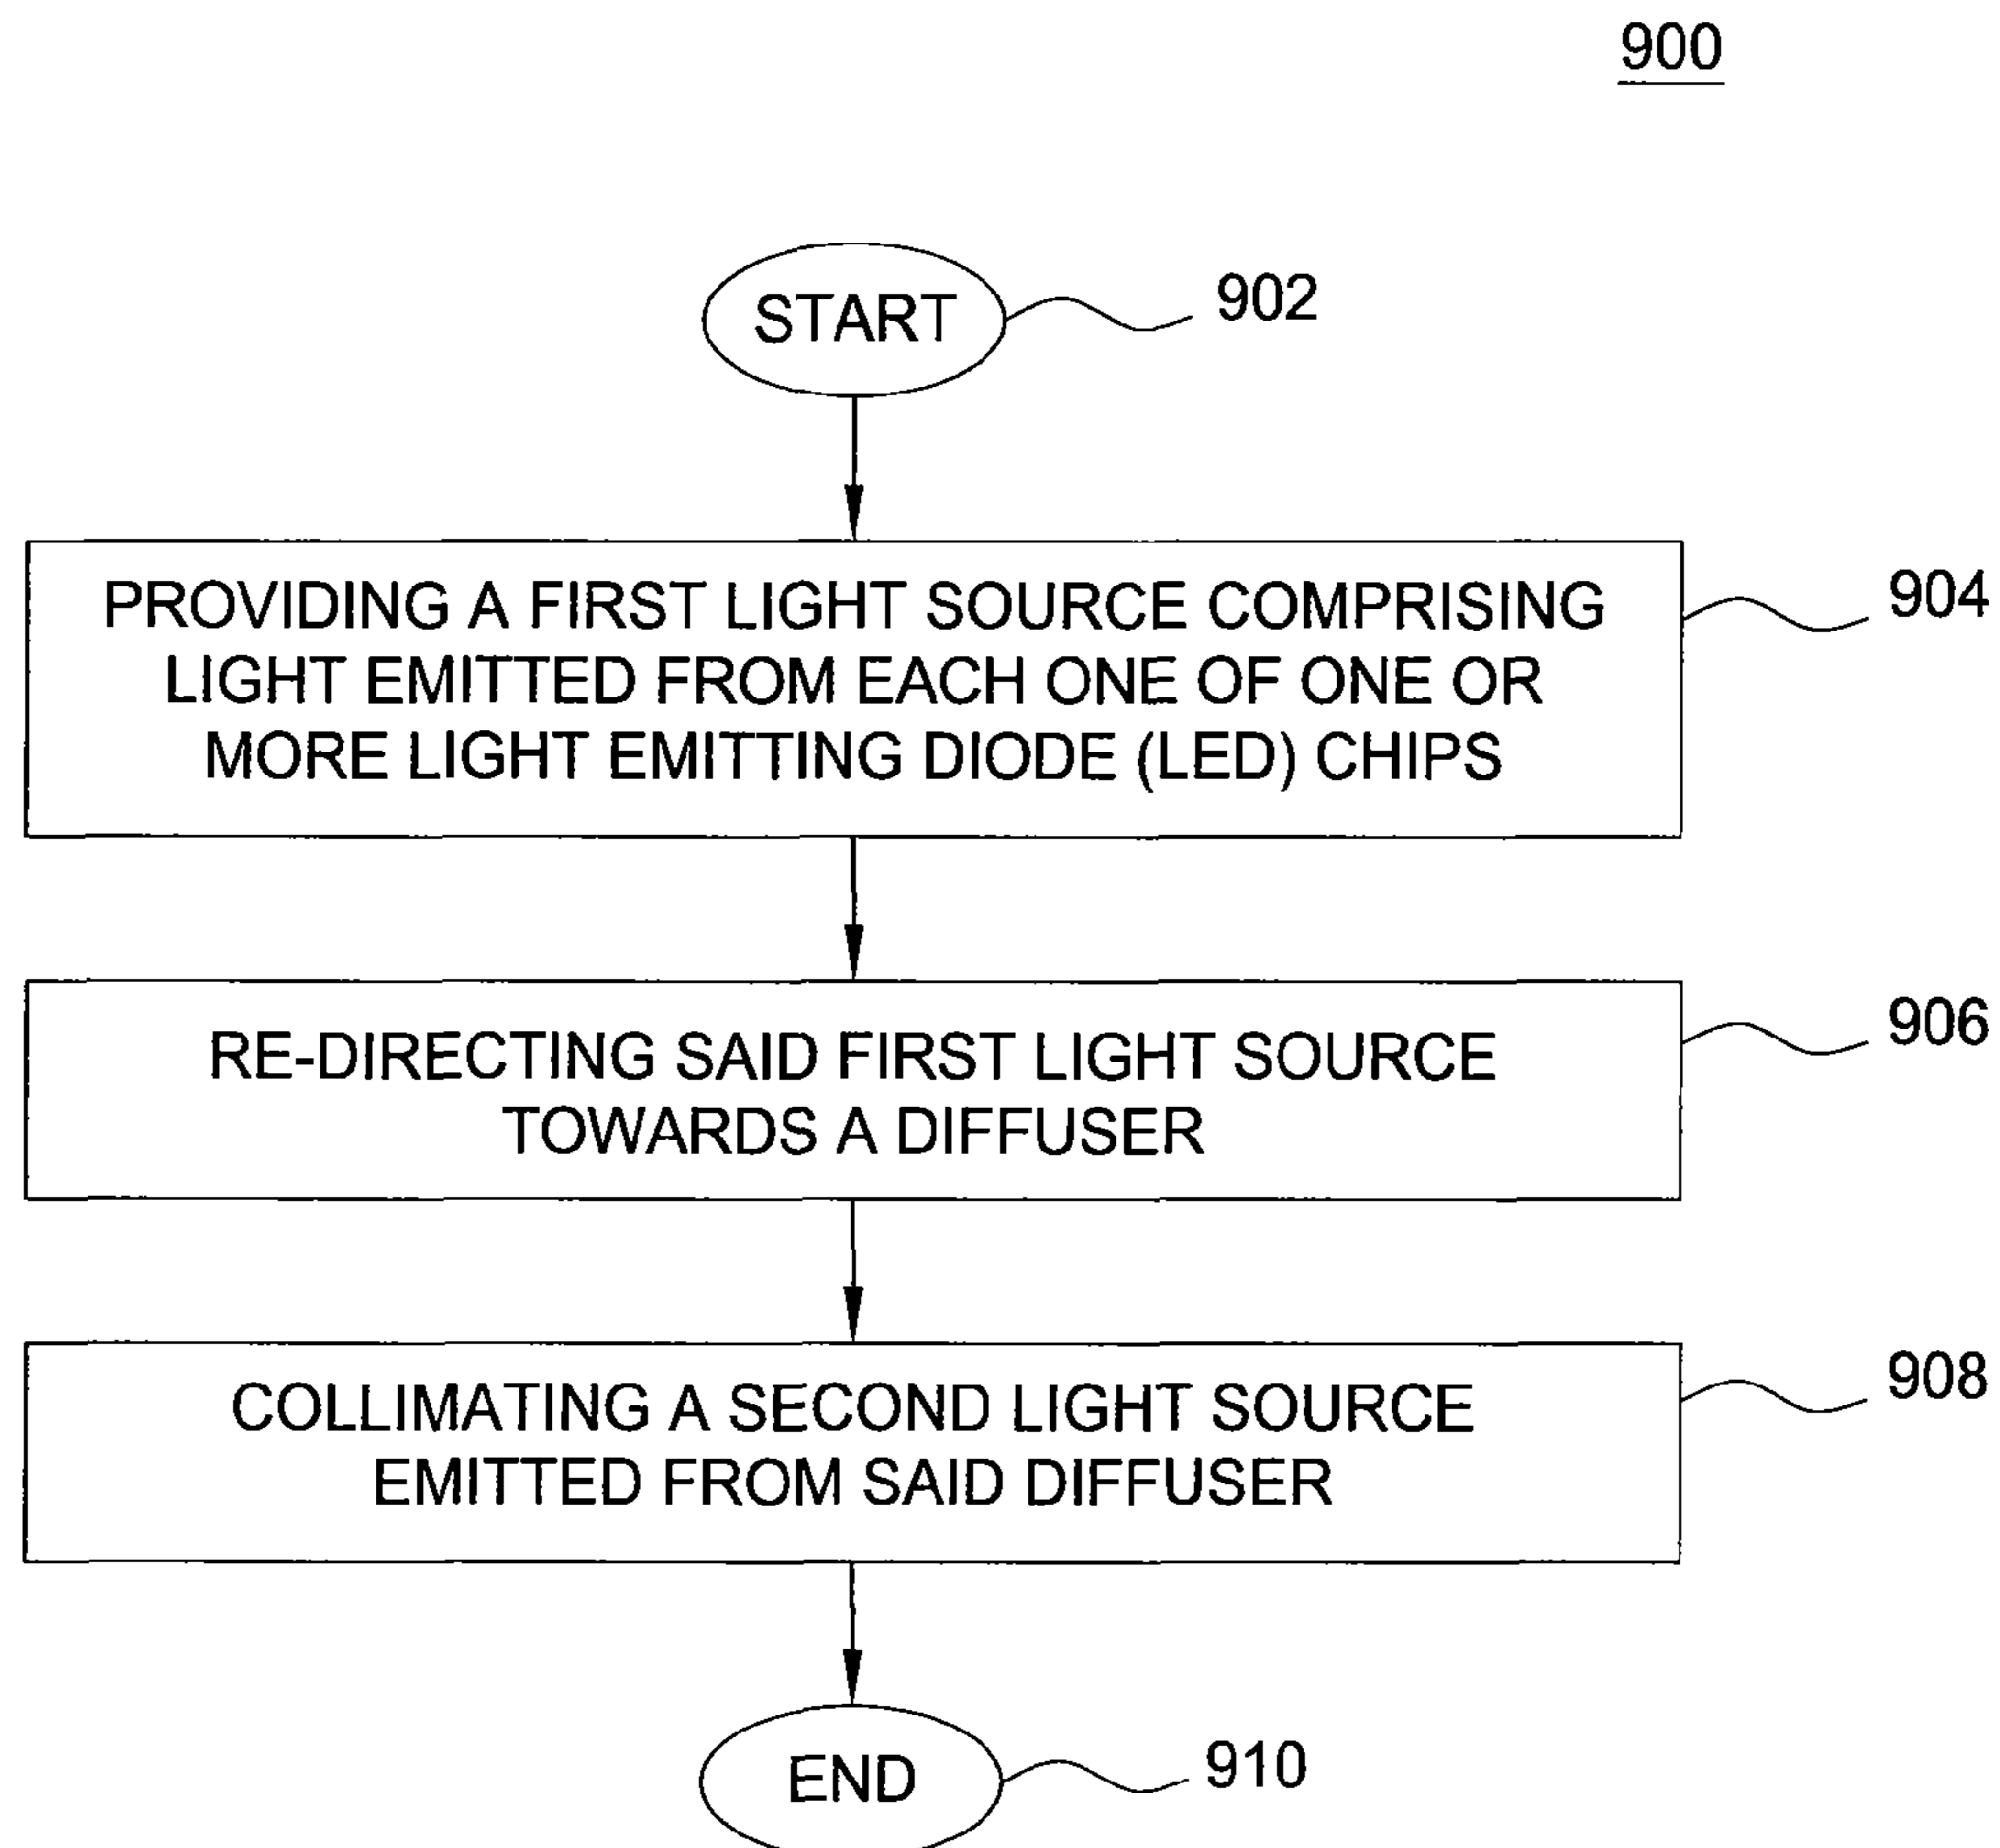 900
START
902
PROVIDING A FIRST LIGHT SOURCE COMPRISING
LIGHT EMITTED FROM EACH ONE OF ONE OR
MORE LIGHT EMITTING DIODE (LED) CHIPS
904
RE-DIRECTING SAID FIRST LIGHT SOURCE
TOWARDS A DIFFUSER
906
COLLIMATING A SECOND LIGHT SOURCE
EMITTED FROM SAID DIFFUSER
908
END
910